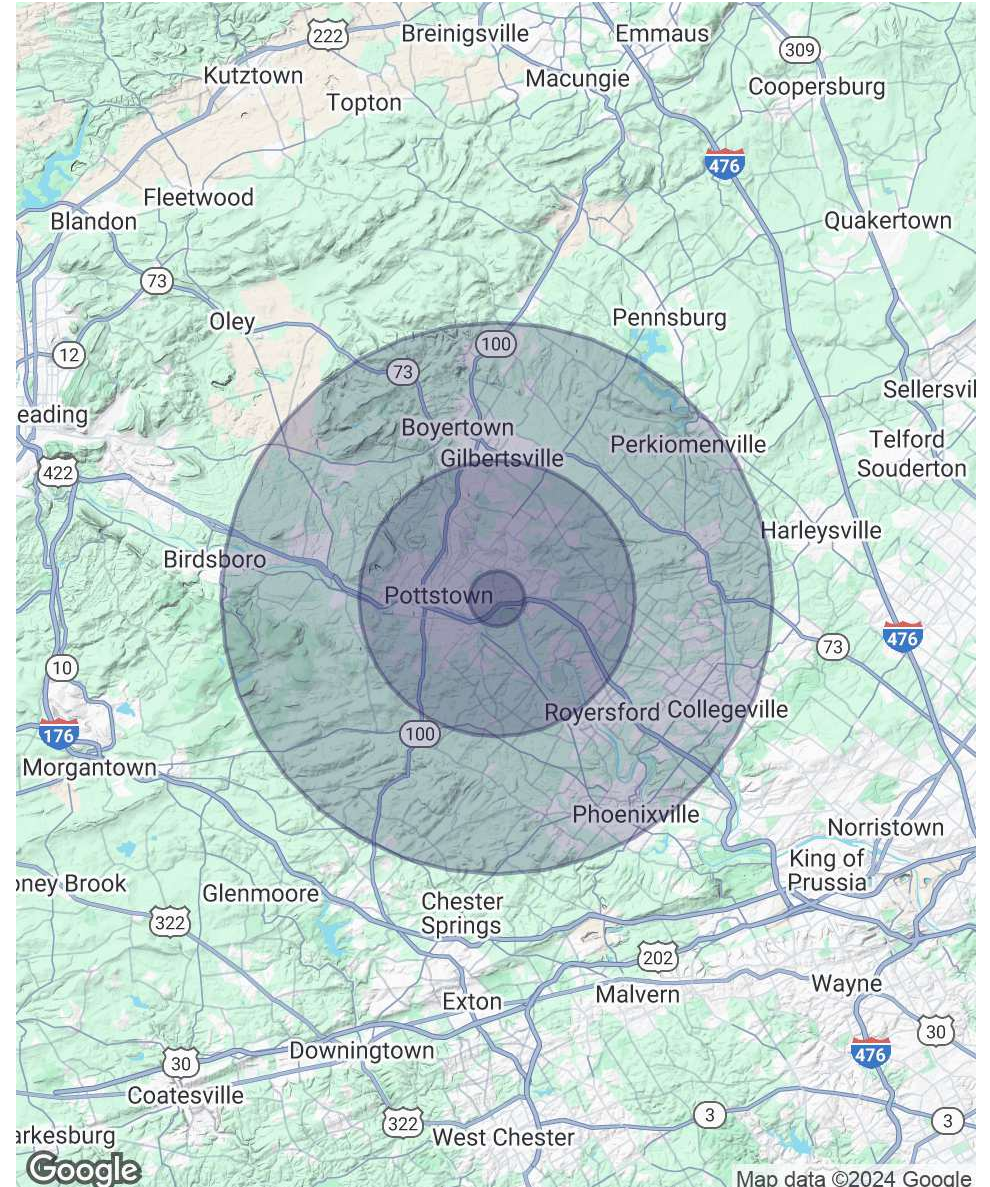 222
Breinigsville
Emmaus
309
Kutztown
Macungie
Coopersburg
Topton
476
Fleetwood
Blandon
Quakertown
73
Oley
Pennsburg
100
12
73
Sellersvil
eading
Boyertown
Perkiomenville
Telford
Gilbertsville
Souderton
422
Harleysville
Birdsboro
Pottstown
476
73
10
Royersford
Collegeville
100
176
Morgantown
Phoenixville
Norristown
King of
Prussia
oney Brook
Glenmoore
Chester
Springs
322
202
Wayne
Malvern
Exton
30
Downingtown
476
30
Coatesville
3
322
3
arkesburg
West Chester
Google
Map data ©2024 Google